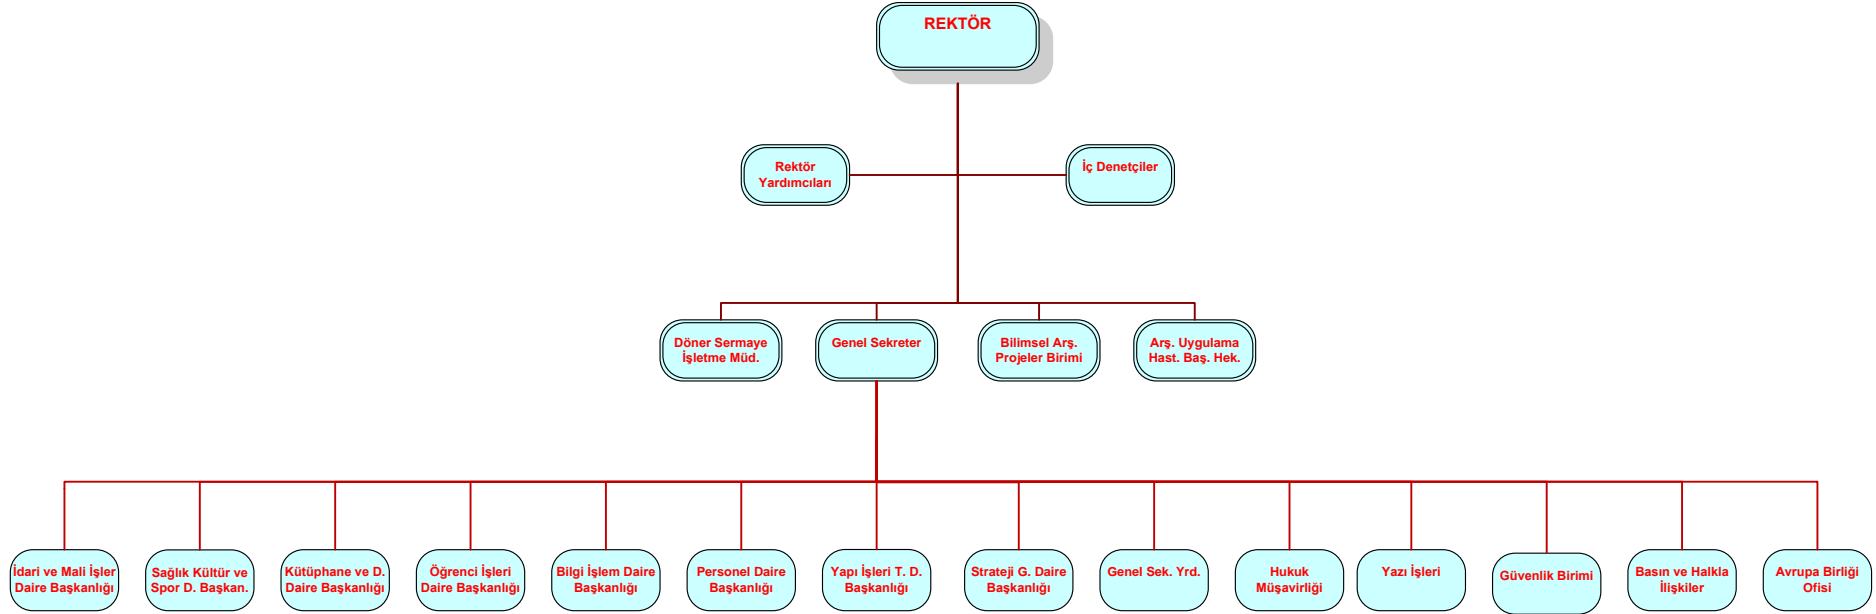 REKTÖR
Rektör
Yardımcıları
İç Denetçiler
Döner Sermaye
İşletme Müd.
Genel Sekreter
Bilimsel Arş.
Projeler Birimi
Arş. Uygulama
Hast. Baş. Hek.
İdari ve Mali İşler
Daire Başkanlığı
Sağlık Kültür ve
Spor D. Başkan.
Kütüphane ve D.
Daire Başkanlığı
Öğrenci İşleri
Daire Başkanlığı
Bilgi İşlem Daire
Başkanlığı
Personel Daire
Başkanlığı
Yapı İşleri T. D.
Başkanlığı
Strateji G. Daire
Başkanlığı
Genel Sek. Yrd.
Hukuk
Müşavirliği
Yazı İşleri
Güvenlik Birimi
Basın ve Halkla
İlişkiler
Avrupa Birliği
Ofisi